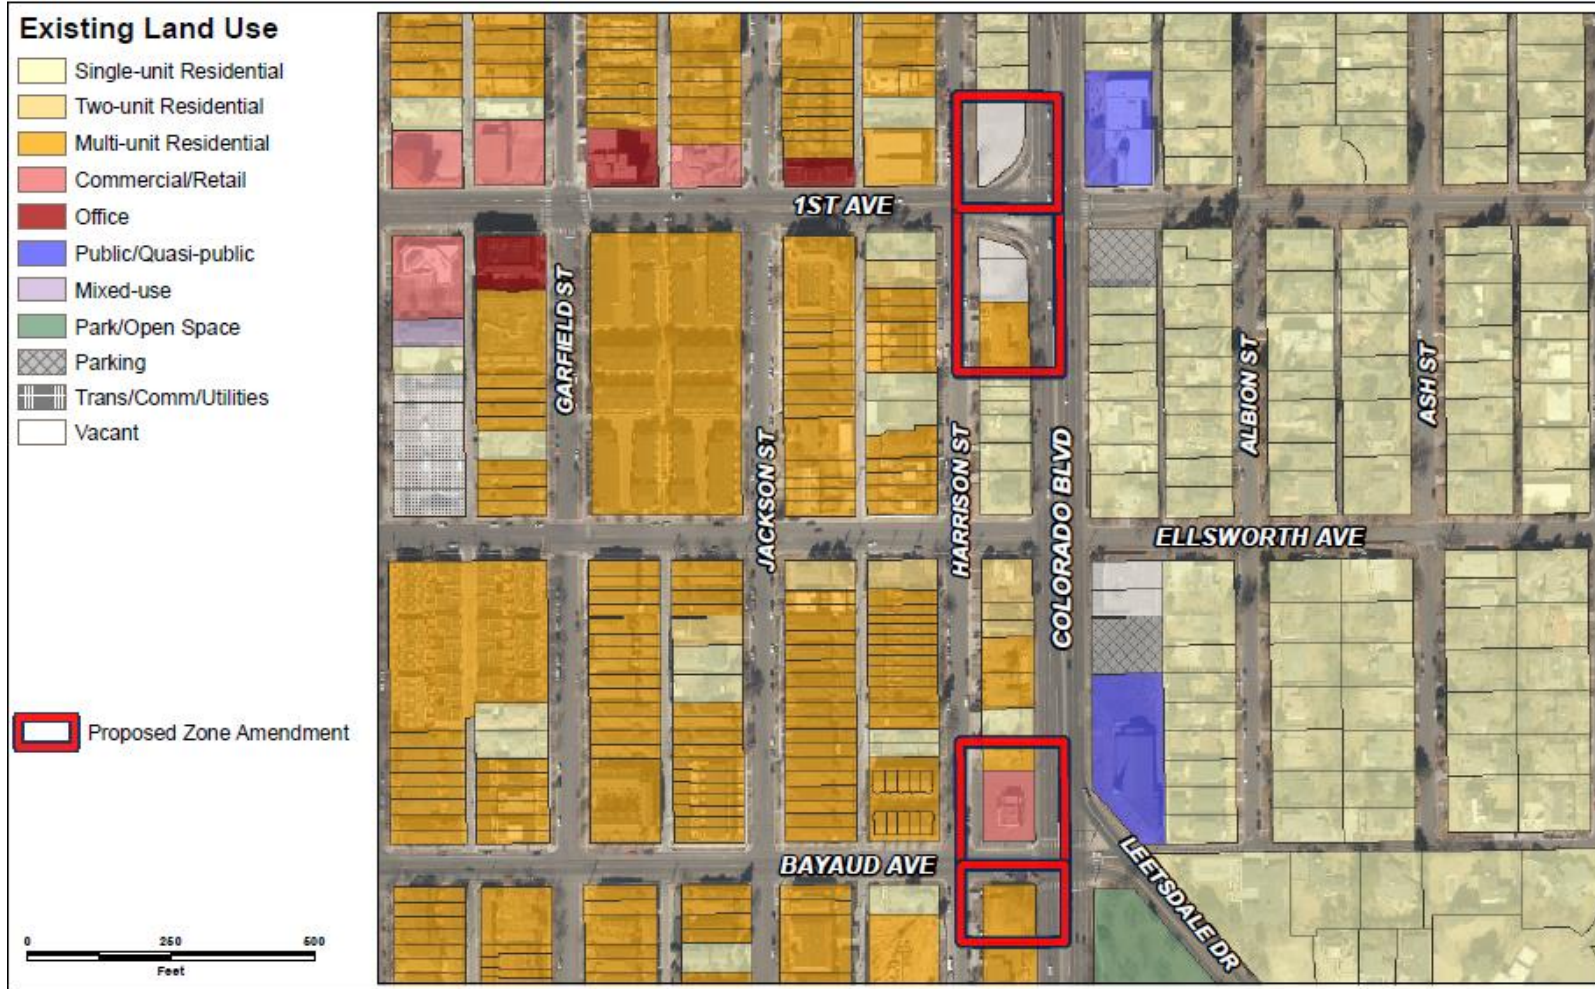 Existing Land Use
Single-unit Residential
Two-unit Residential
Multi-unit Residential
Commercial/Retail
Office
Public/Quasi-public
Mixed-use
Park/Open Space
Parking
Trans/Comm/Utilities
Vacant
Proposed Zone Amendment
0 250 500
Feet
1ST AVE
GARFIELD ST
JACKSON ST
HARRISON ST
COLORADO BLVD
ALBION ST
ASH ST
ELLSWORTH AVE
BAYAUD AVE
LEETSDALE DR